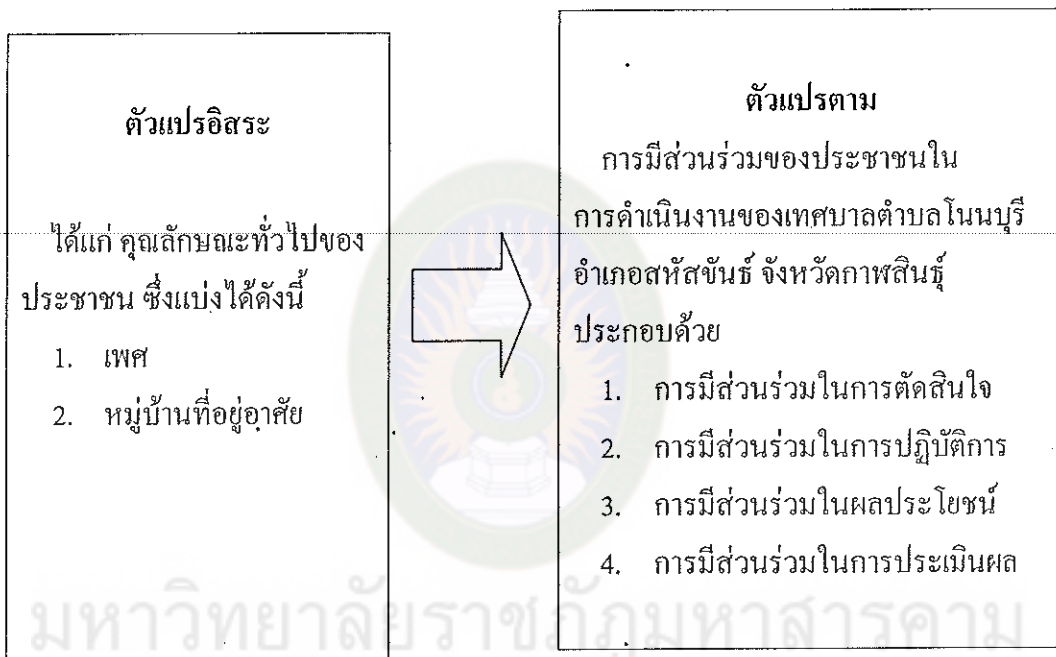 ตัวแปรอิสระ
ได้แก่ คุณลักษณะทั่วไปของ
ประชาชน ซึ่งแบ่งได้ดังนี้
1. เพศ
2. หมู่บ้านที่อยู่อาศัย
ตัวแปรตาม
การมีส่วนร่วมของประชาชนใน
การดำเนินงานของเทศบาลตำบลโนนบุรี
อำเภอสหัสขันธ์ จังหวัดกาฬสินธุ์
ประกอบด้วย
1. การมีส่วนร่วมในการตัดสินใจ
2. การมีส่วนร่วมในการปฏิบัติการ
3. การมีส่วนร่วมในผลประโยชน์
4. การมีส่วนร่วมในการประเมินผล
มหาวิทยาลัยราชภัฏมหาสารคาม